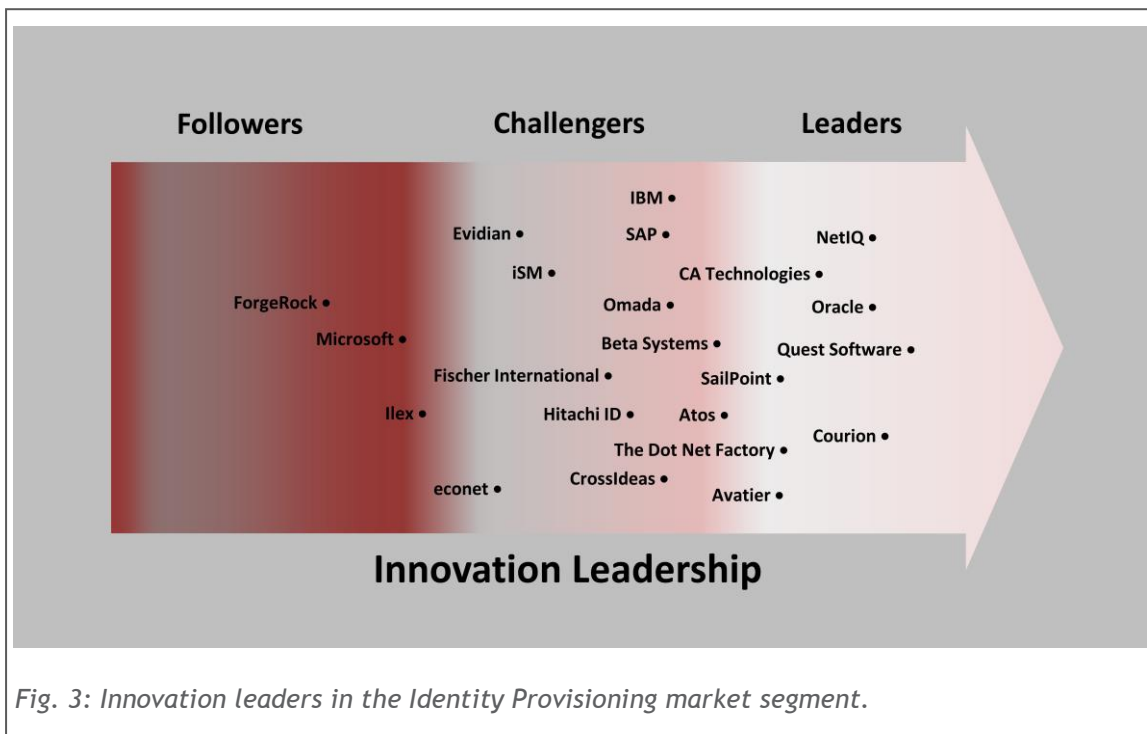 Followers Challengers Leaders
IBM •
Evidian • SAP • NetIQ •
iSM • CA Technologies •
ForgeRock • Omada • Oracle •
Microsoft • Beta Systems • Quest Software •
Fischer International • SailPoint •
Ilex • Hitachi ID • Atos •
Courion •
The Dot Net Factory •
CrossIdeas •
econet • Avatier •
Innovation Leadership
Fig. 3: Innovation leaders in the Identity Provisioning market segment.